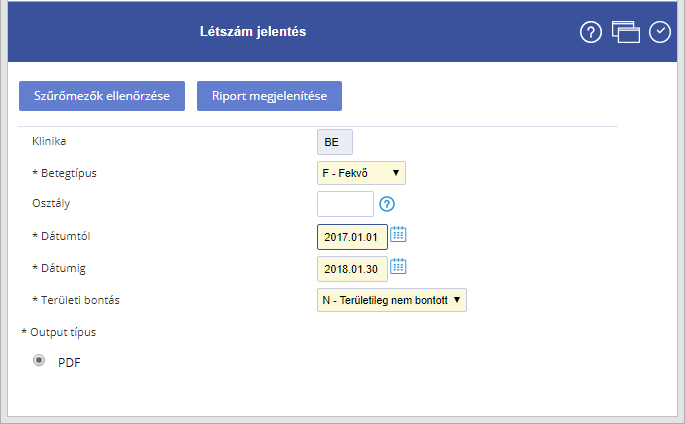 Létszám jelentés
Szűrőmezők ellenőrzése Riport megjelenítése
Klinika BE
* Betegtípus F - Fekvő
Osztály
* Dátumtól 2017.01.01
* Dátumig 2018.01.30
* Területi bontás N - Területileg nem bontott
* Output típus
PDF